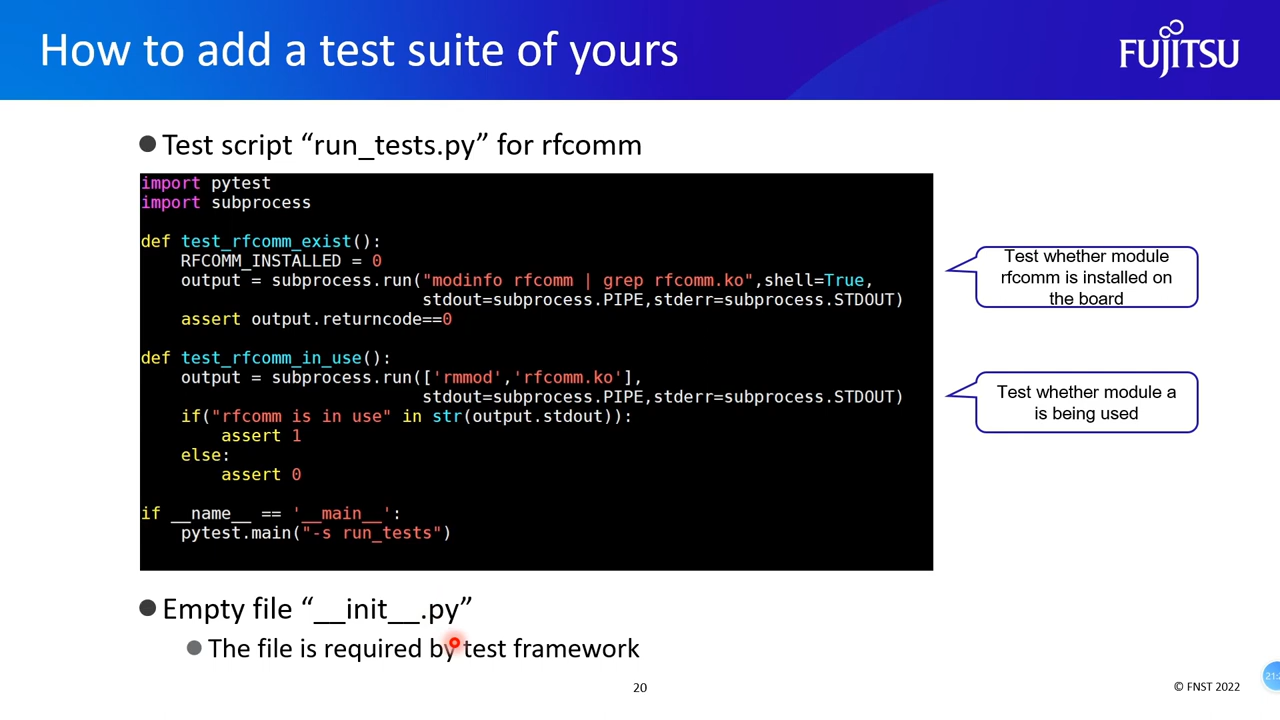 How to add a test suite of yours
FUJITSU
Test script “run_tests.py” for rfcomm
import pytest
import subprocess
def test_rfcomm_exist():
RFCOMM_INSTALLED = 0
output = subprocess.run("modinfo rfcomm | grep rfcomm.ko",shell=True,
stdout=subprocess.PIPE,stderr=subprocess.STDOUT)
assert output.returncode==0
Test whether module
rfcomm is installed on
the board
def test_rfcomm_in_use():
output = subprocess.run(['rmmod','rfcomm.ko'],
stdout=subprocess.PIPE,stderr=subprocess.STDOUT)
if("rfcomm is in use" in str(output.stdout)):
assert 1
else:
assert 0
Test whether module a
is being used
if __name__ == '__main__':
pytest.main("-s run_tests")
Empty file “__init__.py”
The file is required by test framework
20
© FNST 2022